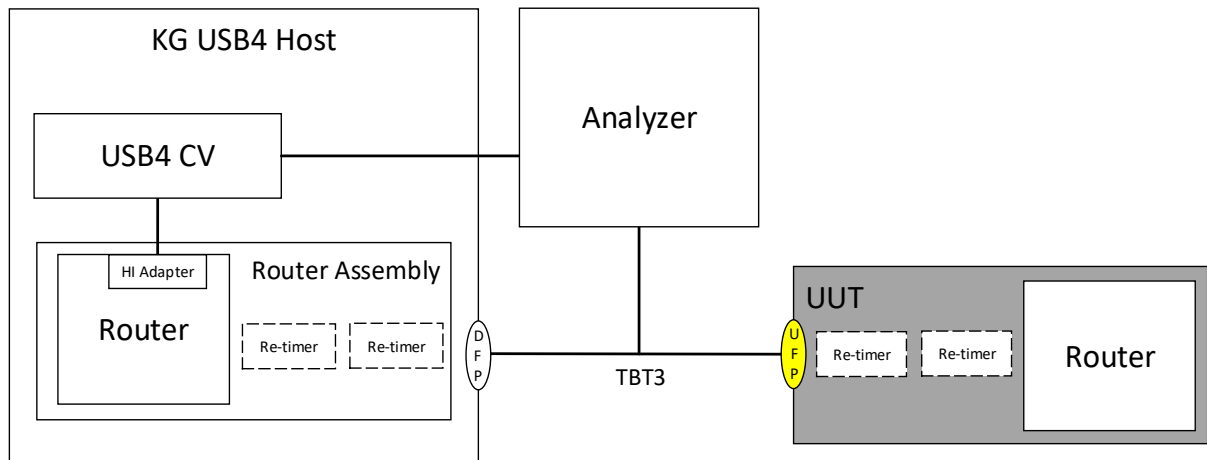 KG USB4 Host
Analyzer
USB4 CV
HI Adapter
Router Assembly
Router
Re-timer
Re-timer
D
F
P
TBT3
U
F
P
UUT
Re-timer
Re-timer
Router